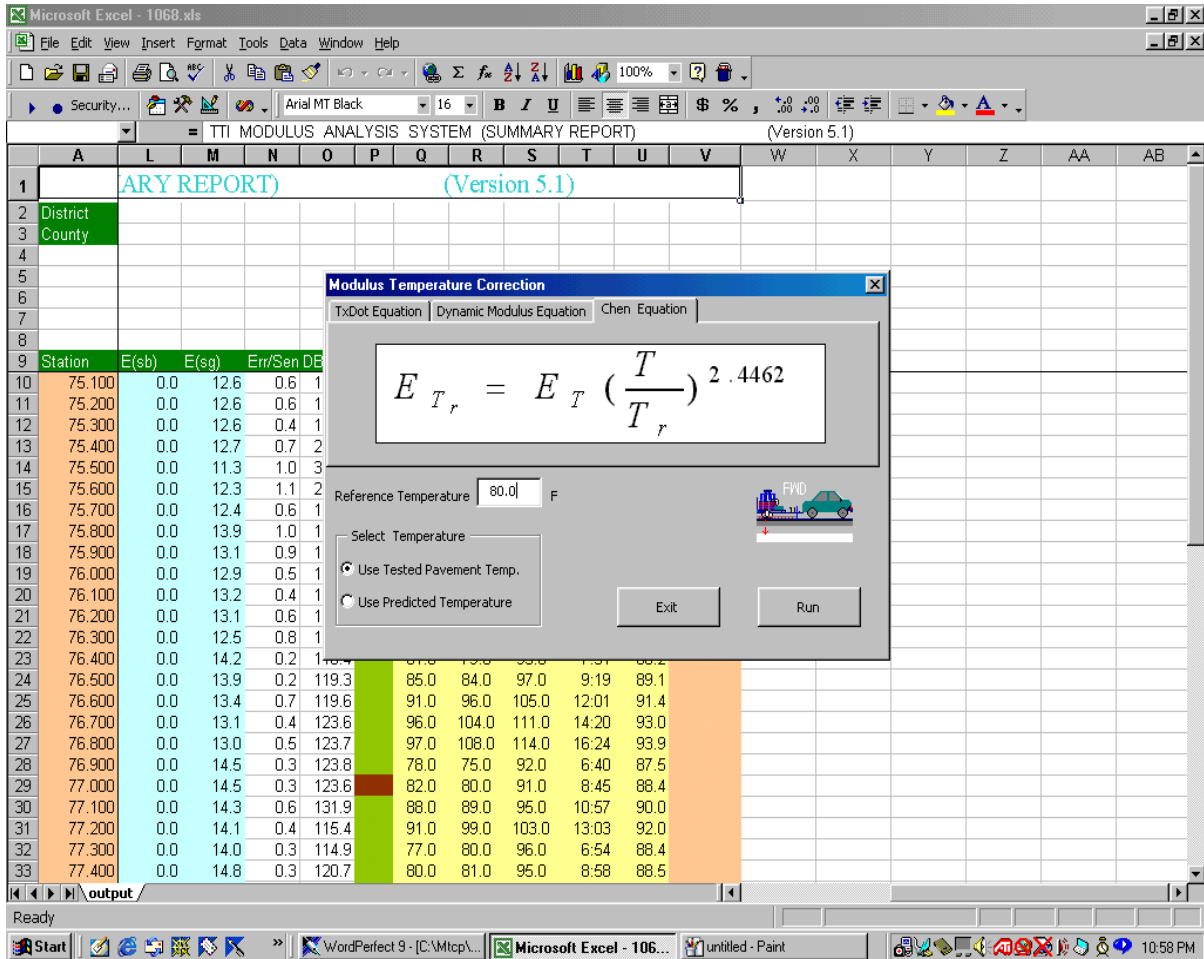 Microsoft Excel - 1068.xls
File Edit View Insert Format Tools Data Window Help
100%
Security... Arial MT Black 16 B I U $ % ,
= TTI MODULUS ANALYSIS SYSTEM (SUMMARY REPORT) (Version 5.1)
A L M N O P Q R S T U V W X Y Z AA AB
1 ARY REPORT) (Version 5.1)
2 District
3 County
4
5
6
7
8
9 Station E(sb) E(sg) Err/Sen DB
10 75.100 0.0 12.6 0.6 1
11 75.200 0.0 12.6 0.6 1
12 75.300 0.0 12.6 0.4 1
13 75.400 0.0 12.7 0.7 2
14 75.500 0.0 11.3 1.0 3
15 75.600 0.0 12.3 1.1 2
16 75.700 0.0 12.4 0.6 1
17 75.800 0.0 13.9 1.0 1
18 75.900 0.0 13.1 0.9 1
19 76.000 0.0 12.9 0.5 1
20 76.100 0.0 13.2 0.4 1
21 76.200 0.0 13.1 0.6 1
22 76.300 0.0 12.5 0.8 1
23 76.400 0.0 14.2 0.2
24 76.500 0.0 13.9 0.2 119.3 85.0 84.0 97.0 9:19 89.1
25 76.600 0.0 13.4 0.7 119.6 91.0 96.0 105.0 12:01 91.4
26 76.700 0.0 13.1 0.4 123.6 96.0 104.0 111.0 14:20 93.0
27 76.800 0.0 13.0 0.5 123.7 97.0 108.0 114.0 16:24 93.9
28 76.900 0.0 14.5 0.3 123.8 78.0 75.0 92.0 6:40 87.5
29 77.000 0.0 14.5 0.3 123.6 82.0 80.0 91.0 8:45 88.4
30 77.100 0.0 14.3 0.6 131.9 88.0 89.0 95.0 10:57 90.0
31 77.200 0.0 14.1 0.4 115.4 91.0 99.0 103.0 13:03 92.0
32 77.300 0.0 14.0 0.3 114.9 77.0 80.0 96.0 6:54 88.4
33 77.400 0.0 14.8 0.3 120.7 80.0 81.0 95.0 8:58 88.5
Modulus Temperature Correction
TxDot Equation Dynamic Modulus Equation Chen Equation
E T r = E T ( T / T r ) 2 . 4462
Reference Temperature 80.0 F
FWD
Select Temperature
Use Tested Pavement Temp.
Use Predicted Temperature
Exit Run
output
Ready
Start » WordPerfect 9 - [C:\Mtcp\... Microsoft Excel - 106... untitled - Paint 10:58 PM